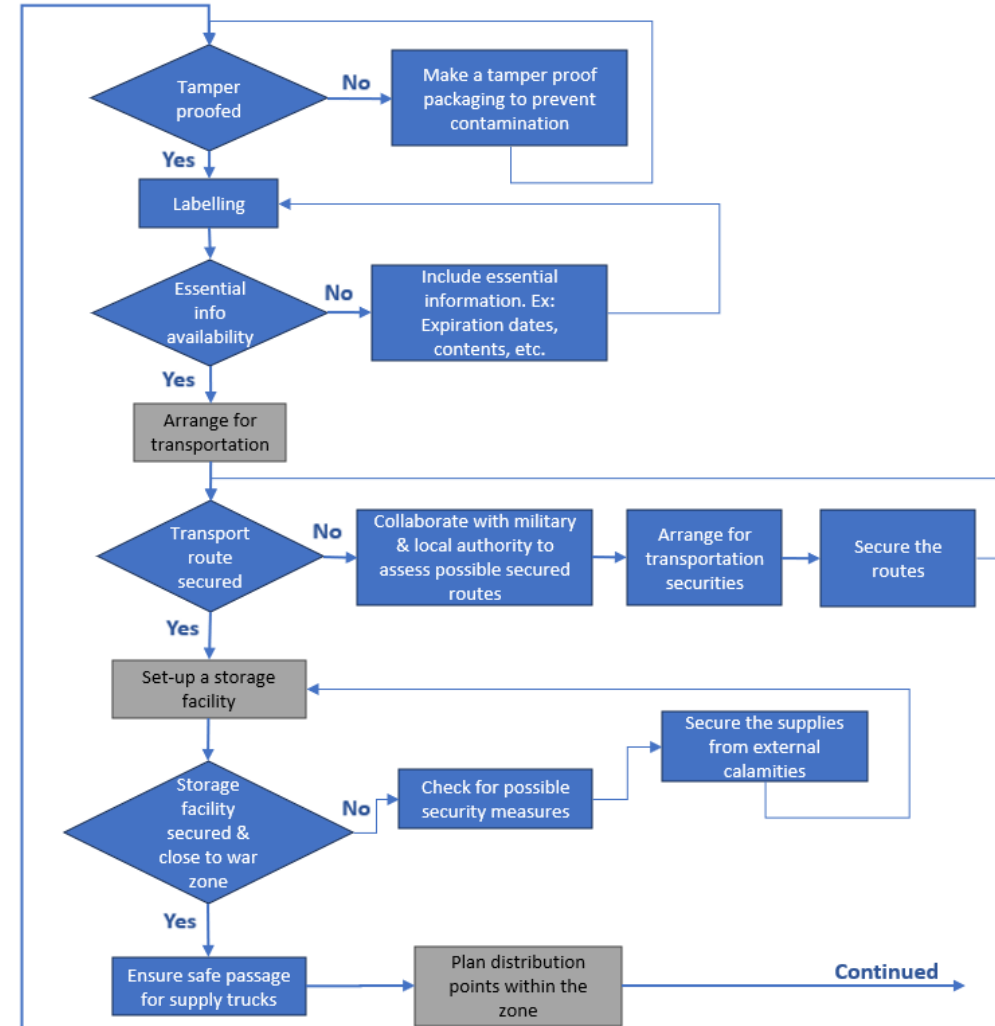 Tamper
proofed
No
Make a tamper proof
packaging to prevent
contamination
Yes
Labelling
Essential
info
availability
No
Include essential
information. Ex:
Expiration dates,
contents, etc.
Yes
Arrange for
transportation
Transport
route
secured
No
Collaborate with military
& local authority to
assess possible secured
routes
Arrange for
transportation
securities
Secure the
routes
Yes
Set-up a storage
facility
Storage
facility
secured &
close to war
zone
No
Check for possible
security measures
Secure the supplies
from external
calamities
Yes
Ensure safe passage
for supply trucks
Plan distribution
points within the
zone
Continued